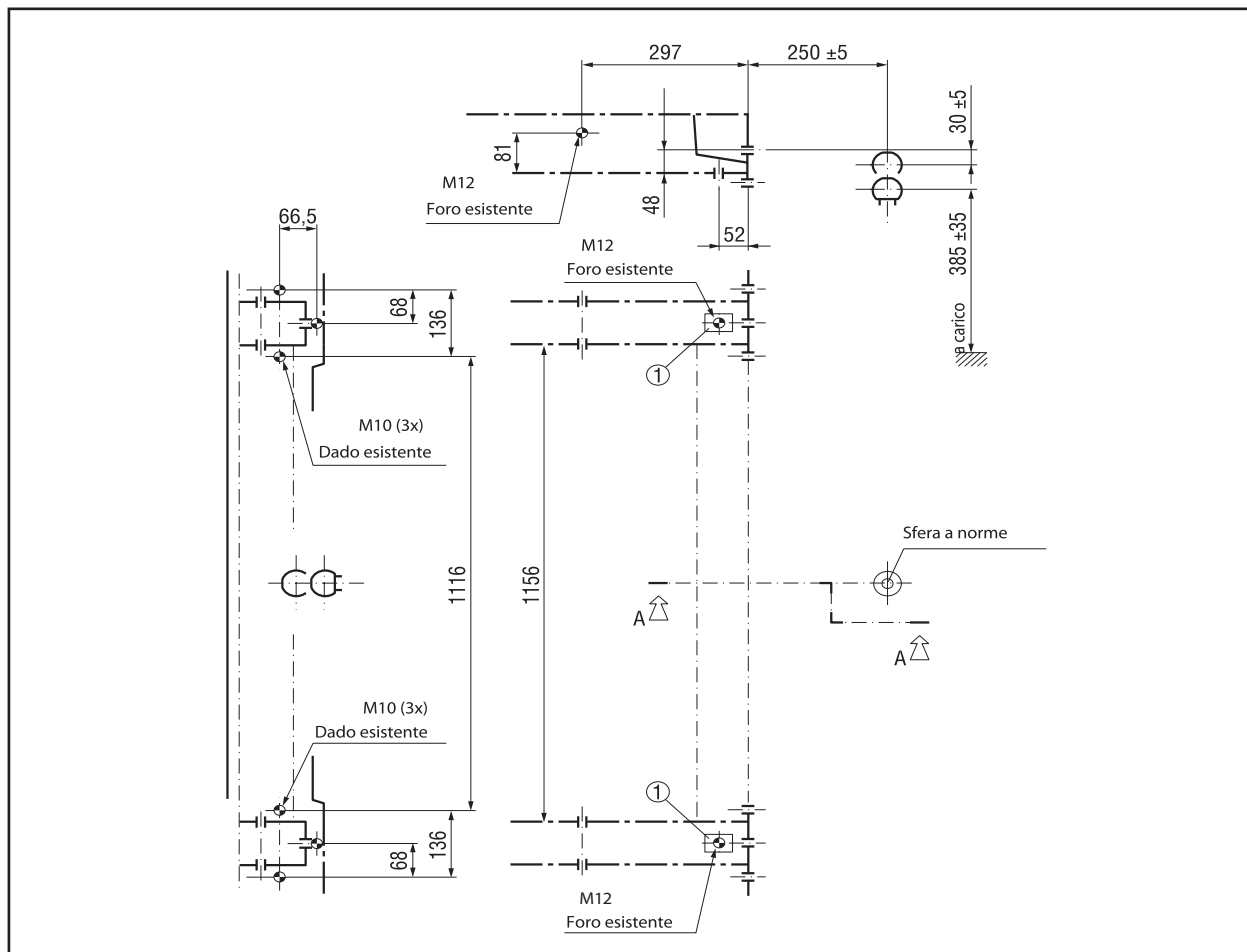 297
250 ±5
30 ±5
81
M12
Foro esistente
48
52
385 ±35
a carico
66,5
68
136
M12
Foro esistente
1
M10 (3x)
Dado esistente
1116
1156
Sfera a norme
A
A
M10 (3x)
Dado esistente
1
136
68
M12
Foro esistente